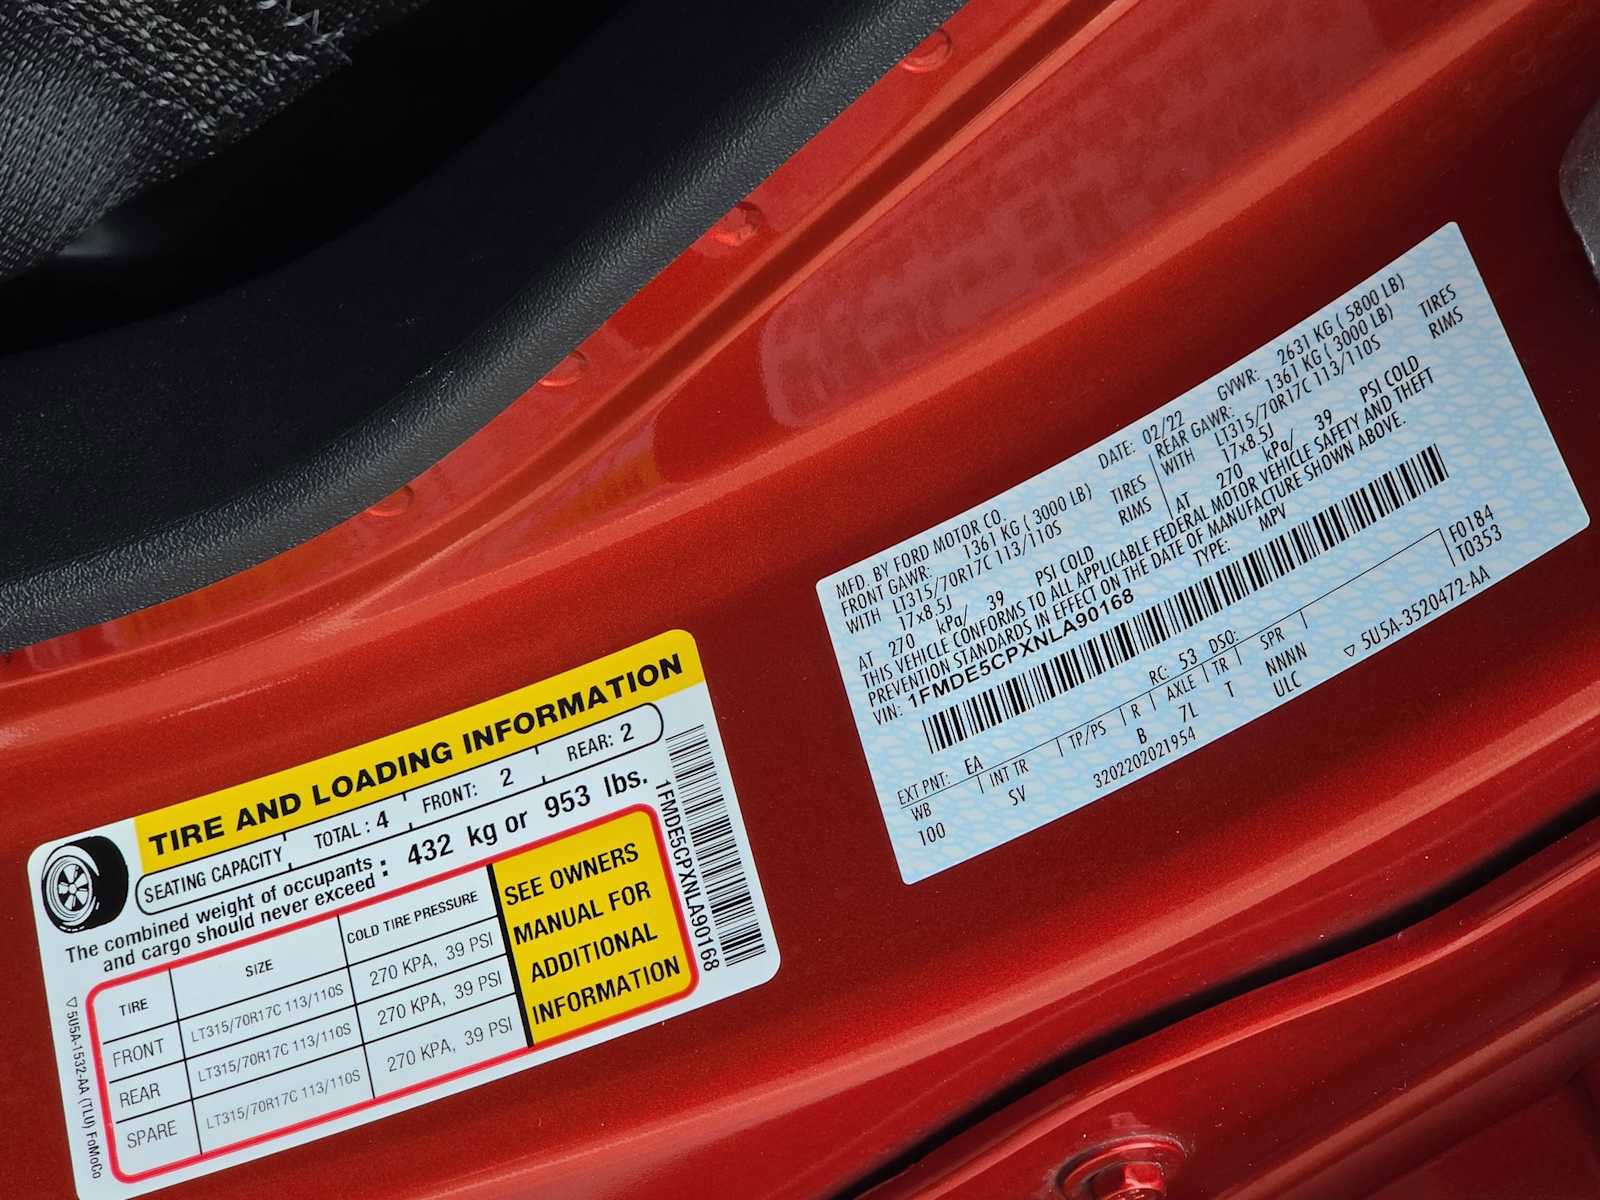 TIRE AND LOADING INFORMATION
SEATING CAPACITY TOTAL : 4 FRONT: 2 REAR: 2
The combined weight of occupants
and cargo should never exceed : 432 kg or 953 lbs.
TIRE SIZE COLD TIRE PRESSURE
FRONT LT315/70R17C 113/110S 270 KPA, 39 PSI
REAR LT315/70R17C 113/110S 270 KPA, 39 PSI
SPARE LT315/70R17C 113/110S 270 KPA, 39 PSI
SEE OWNERS
MANUAL FOR
ADDITIONAL
INFORMATION
1FMDE5CPXNLA90168
▽ 5U5A-1532-AA (TLU) FoMoCo
MFD. BY FORD MOTOR CO. DATE: 02/22 GVWR: 2631 KG ( 5800 LB)
FRONT GAWR: 1361 KG ( 3000 LB) REAR GAWR: 1361 KG ( 3000 LB)
WITH LT315/70R17C 113/110S TIRES WITH LT315/70R17C 113/110S TIRES
17x8.5J RIMS 17x8.5J RIMS
AT 270 kPa/ 39 PSI COLD AT 270 kPa/ 39 PSI COLD
THIS VEHICLE CONFORMS TO ALL APPLICABLE FEDERAL MOTOR VEHICLE SAFETY AND THEFT
PREVENTION STANDARDS IN EFFECT ON THE DATE OF MANUFACTURE SHOWN ABOVE.
VIN: 1FMDE5CPXNLA90168 TYPE: MPV
F0184
T0353
EXT PNT: EA RC: 53 DSO:
WB INT TR TP/PS R AXLE TR SPR
100 SV B 7L T NNNN
320220202​1954 ULC
▽ 5U5A-3520472-AA